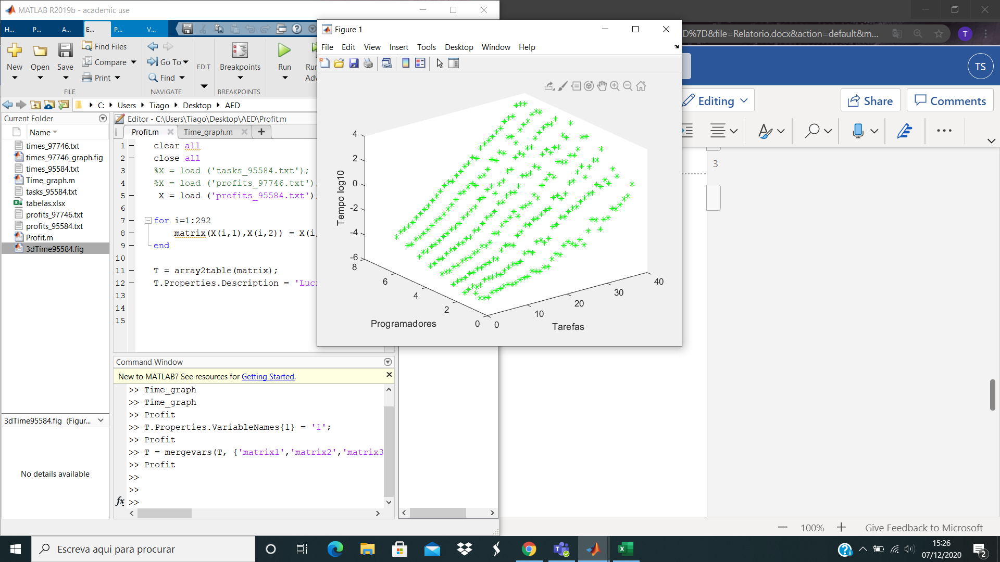 MATLAB R2019b - academic use
H... P... A... E... P... V...
New
Open
Save
Find Files
Compare
Print
FILE
Go To
Find
NAVIGATE
EDIT
Breakpoints
BREAKPOINTS
Run
C: Users Tiago Desktop AED
Current Folder
Name
times_97746.txt
times_97746_graph.fig
times_95584.txt
Time_graph.m
tasks_95584.txt
tabelas.xlsx
profits_97746.txt
profits_95584.txt
Profit.m
3dTime95584.fig
3dTime95584.fig (Figur...
No details available
Editor - C:\Users\Tiago\Desktop\AED\Profit.m
Profit.m
Time_graph.m
1 clear all
2 close all
3 %X = load ('tasks_95584.txt');
4 %X = load ('profits_97746.txt')
5 X = load ('profits_95584.txt')
6
7 for i=1:292
8 matrix(X(i,1),X(i,2)) = X(i,
9 end
10
11 T = array2table(matrix);
12 T.Properties.Description = 'Luc
13
14
15
Command Window
New to MATLAB? See resources for Getting Started.
>> Time_graph
>> Time_graph
>> Profit
>> T.Properties.VariableNames{1} = '1';
>> Profit
>> T = mergevars(T, {'matrix1','matrix2','matrix3
>> Profit
>>
>>
fx >>
Figure 1
File Edit View Insert Tools Desktop Window Help
Tempo log10
4
2
0
-2
-4
-6
8
6
4
2
0
Programadores
0
10
20
30
40
Tarefas
D%7D&file=Relatorio.docx&action=default&m...
T
TS
Editing
Share
Comments
3
100%
Give Feedback to Microsoft
Escreva aqui para procurar
15:26
07/12/2020
2